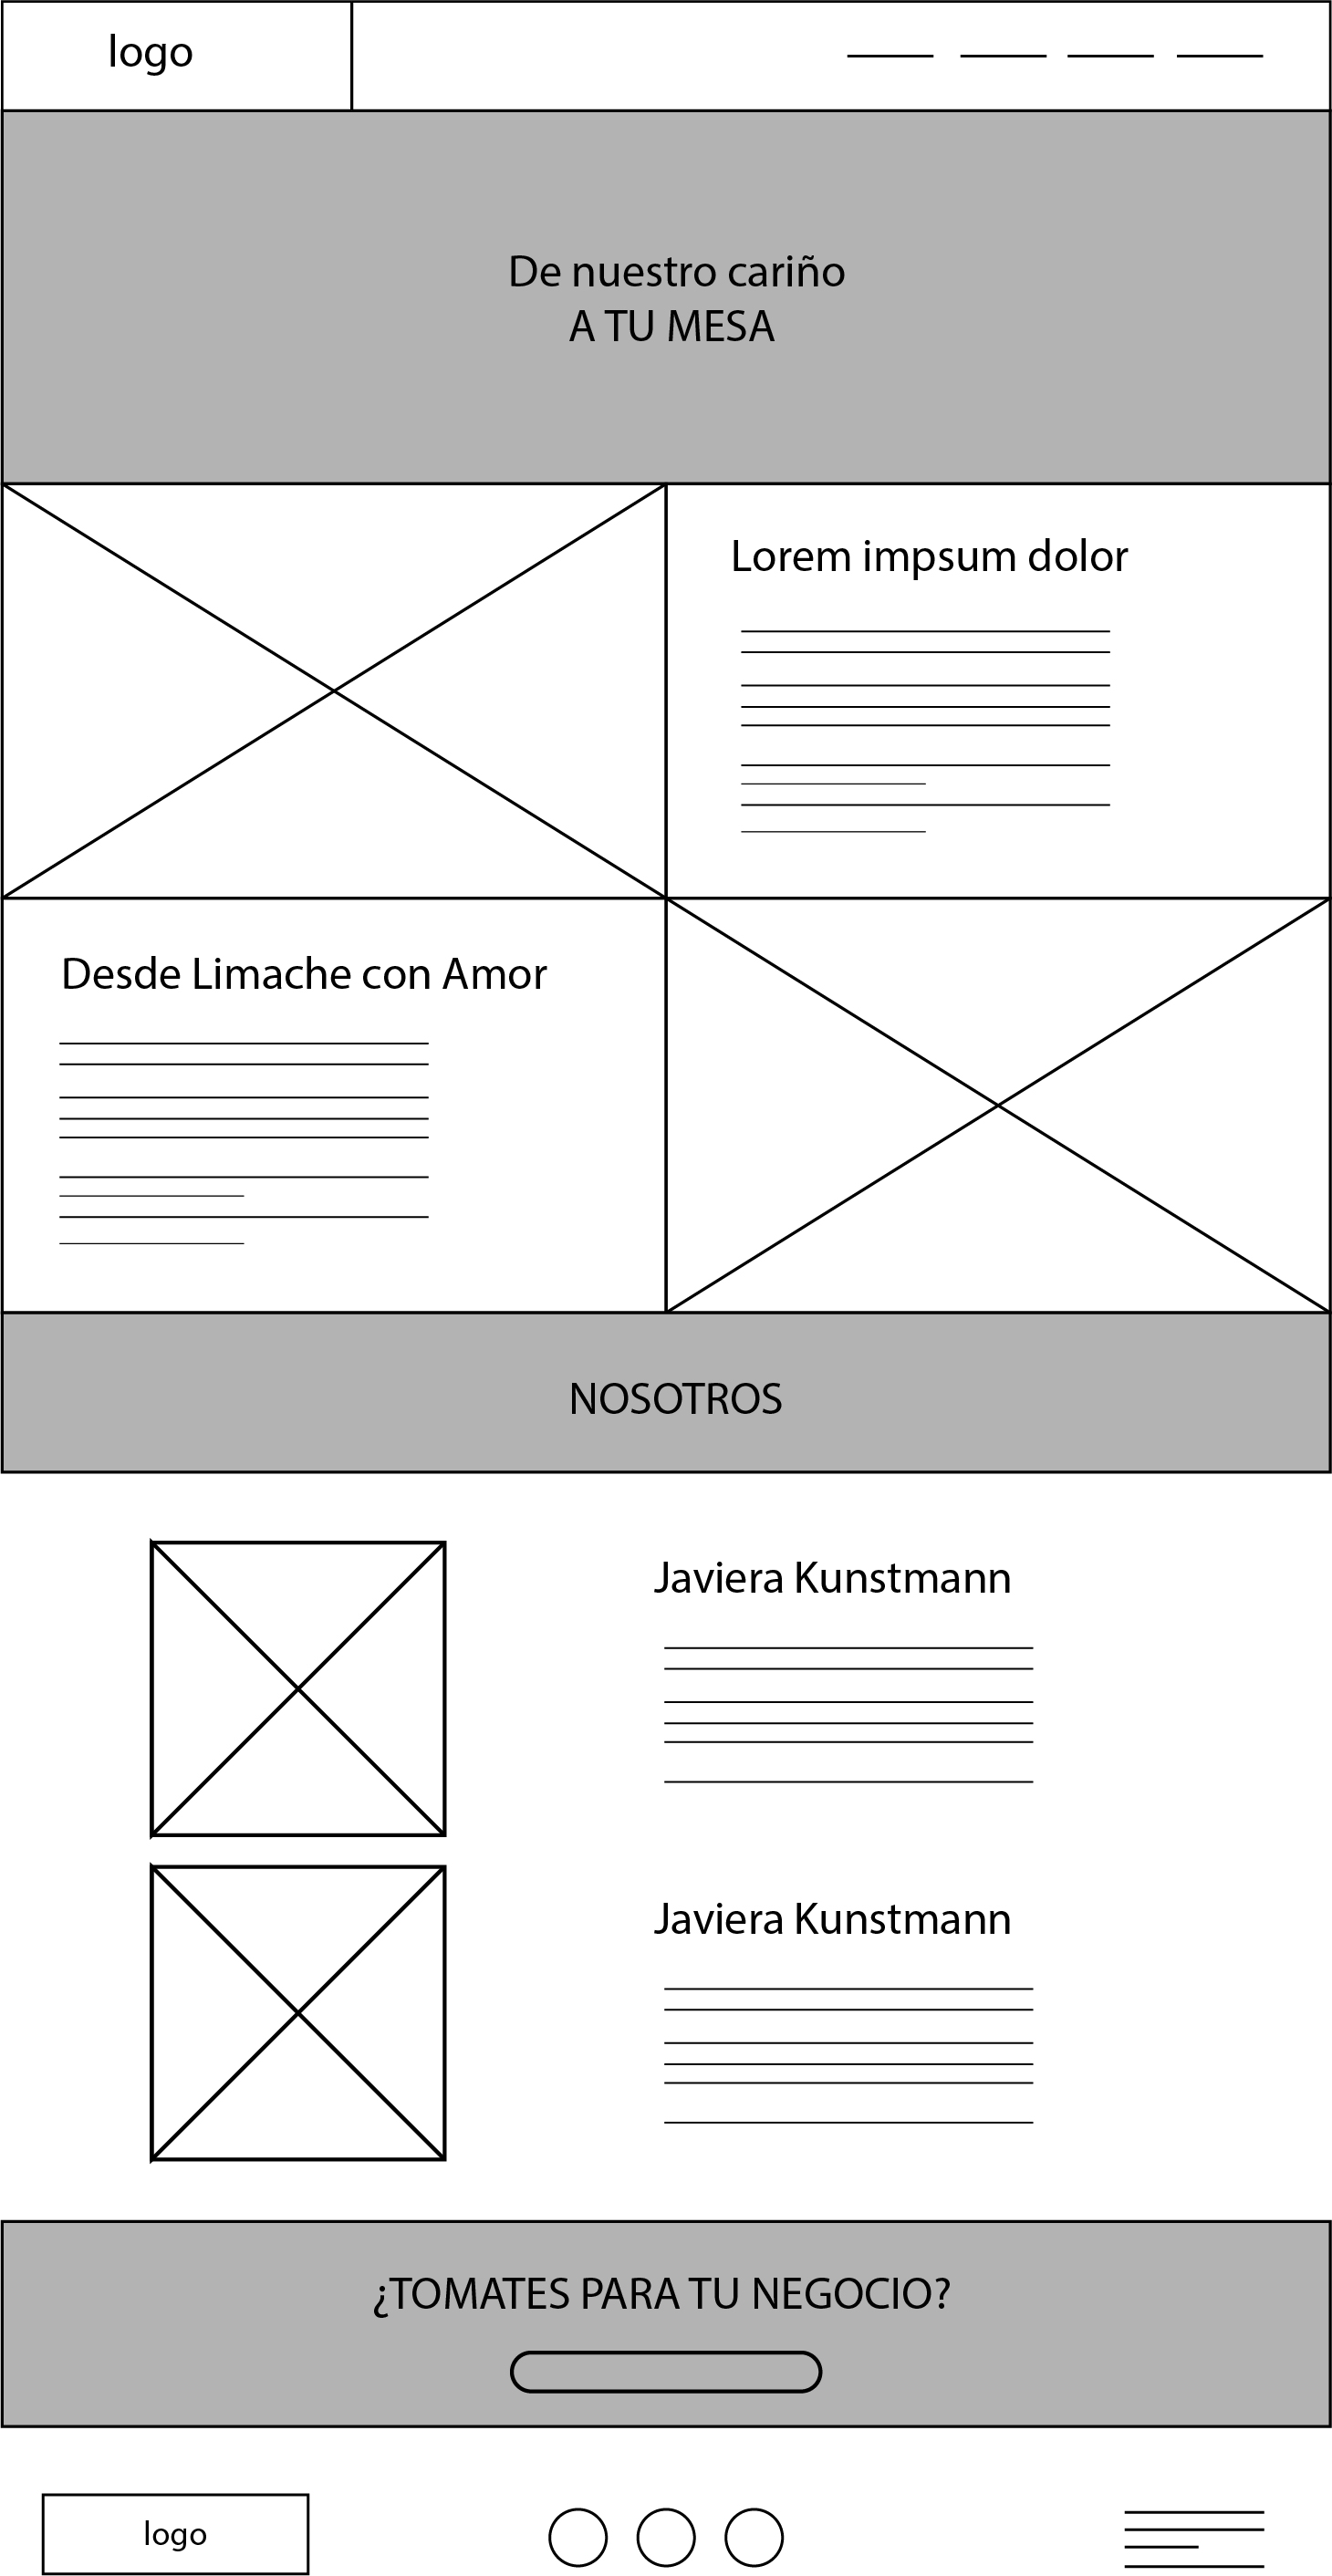 logo
De nuestro cariño
A TU MESA
Lorem impsum dolor
Desde Limache con Amor
NOSOTROS
Javiera Kunstmann
Javiera Kunstmann
¿TOMATES PARA TU NEGOCIO?
logo